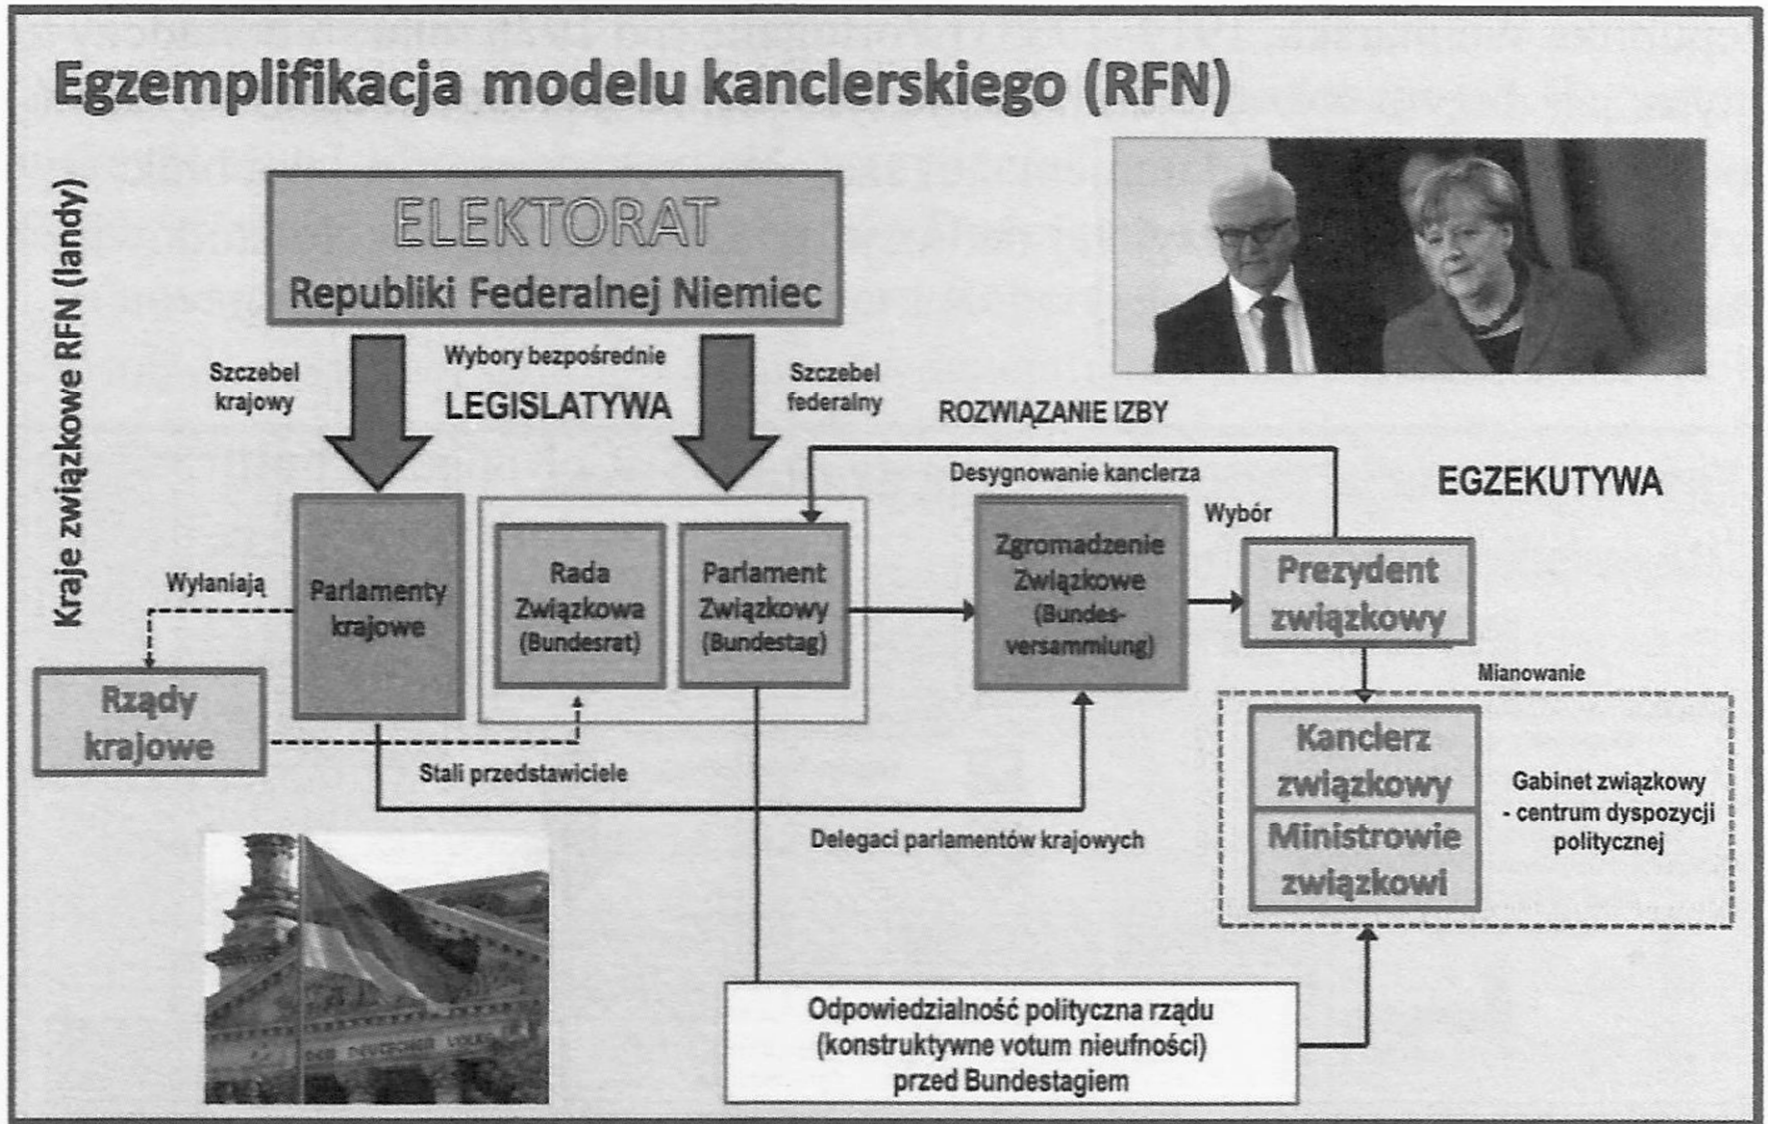 Egzemplifikacja modelu kanclerskiego (RFN)
Kraje związkowe RFN (landy)
ELEKTORAT
Republiki Federalnej Niemiec
Szczebel
krajowy
Wybory bezpośrednie
LEGISLATYWA
Szczebel
federalny
ROZWIĄZANIE IZBY
Desygnowanie kanclerza
EGZEKUTYWA
Wyłaniają
Parlamenty
krajowe
Rada
Związkowa
(Bundesrat)
Parlament
Związkowy
(Bundestag)
Zgromadzenie
Związkowe
(Bundes-
versammlung)
Wybór
Prezydent
związkowy
Mianowanie
Rządy
krajowe
Stali przedstawiciele
Delegaci parlamentów krajowych
Kanclerz
związkowy
Ministrowie
związkowi
Gabinet związkowy
- centrum dyspozycji
politycznej
DEM DEUTSCHEN VOLKE
Odpowiedzialność polityczna rządu
(konstruktywne votum nieufności)
przed Bundestagiem